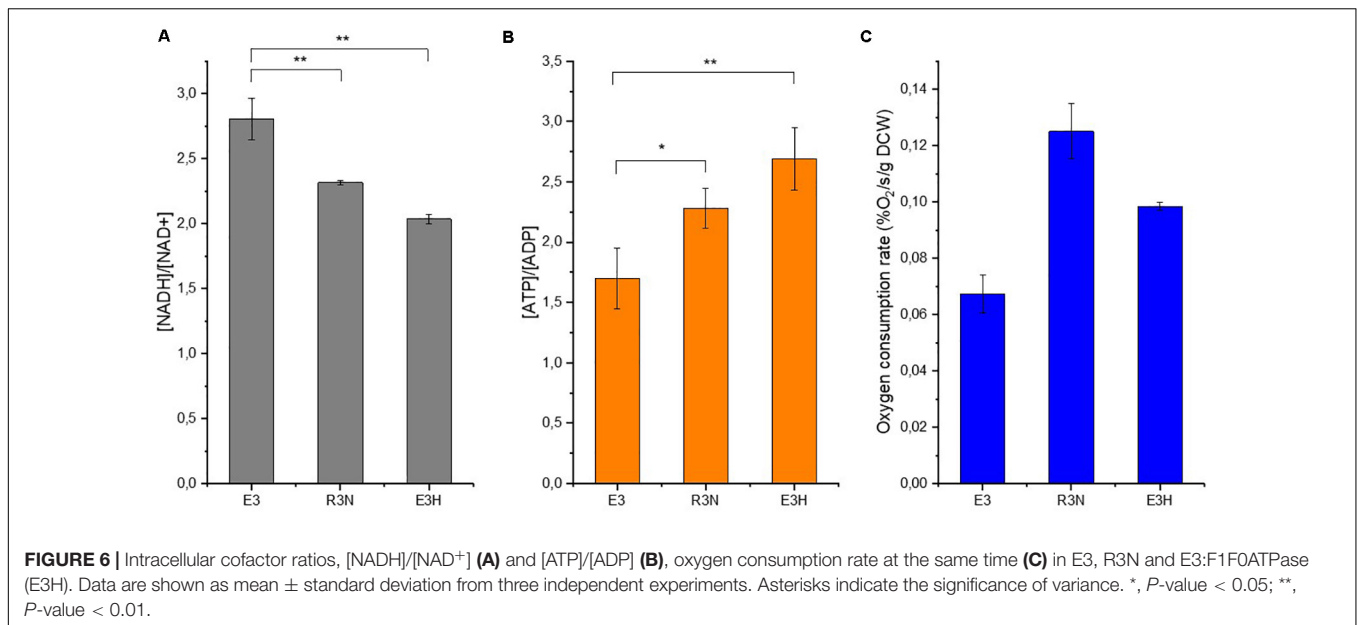 A
**
**
3,0
2,5
2,0
1,5
1,0
0,5
0,0
[NADH]/[NAD+]
E3
R3N
E3H
B
3,5
3,0
2,5
2,0
1,5
1,0
0,5
0,0
**
*
[ATP]/[ADP]
E3
R3N
E3H
C
0,14
0,12
0,10
0,08
0,06
0,04
0,02
0,00
Oxygen consumption rate (%O₂/s/g DCW)
E3
R3N
E3H
FIGURE 6 | Intracellular cofactor ratios, [NADH]/[NAD⁺] (A) and [ATP]/[ADP] (B), oxygen consumption rate at the same time (C) in E3, R3N and E3:F1F0ATPase
(E3H). Data are shown as mean ± standard deviation from three independent experiments. Asterisks indicate the significance of variance. *, P-value < 0.05; **,
P-value < 0.01.